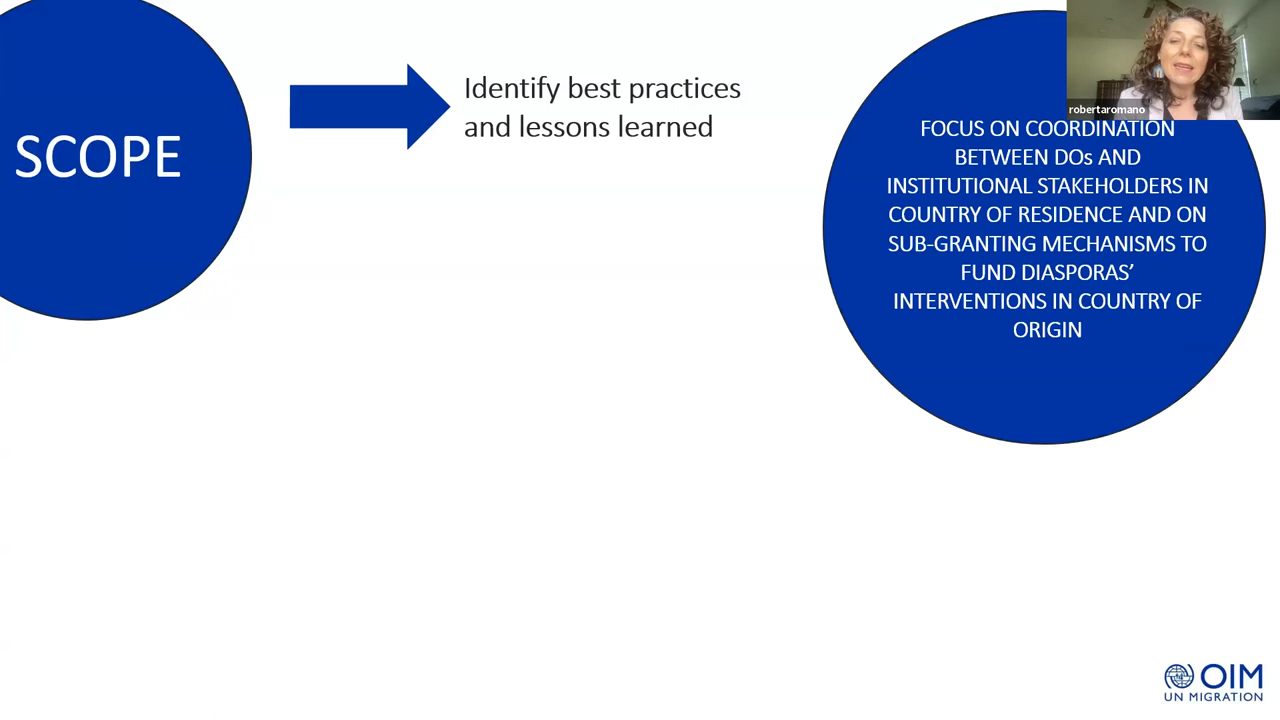 SCOPE
Identify best practices
and lessons learned
robertaromano
FOCUS ON COORDINATION
BETWEEN DOs AND
INSTITUTIONAL STAKEHOLDERS IN
COUNTRY OF RESIDENCE AND ON
SUB-GRANTING MECHANISMS TO
FUND DIASPORAS’
INTERVENTIONS IN COUNTRY OF
ORIGIN
OIM
UN MIGRATION